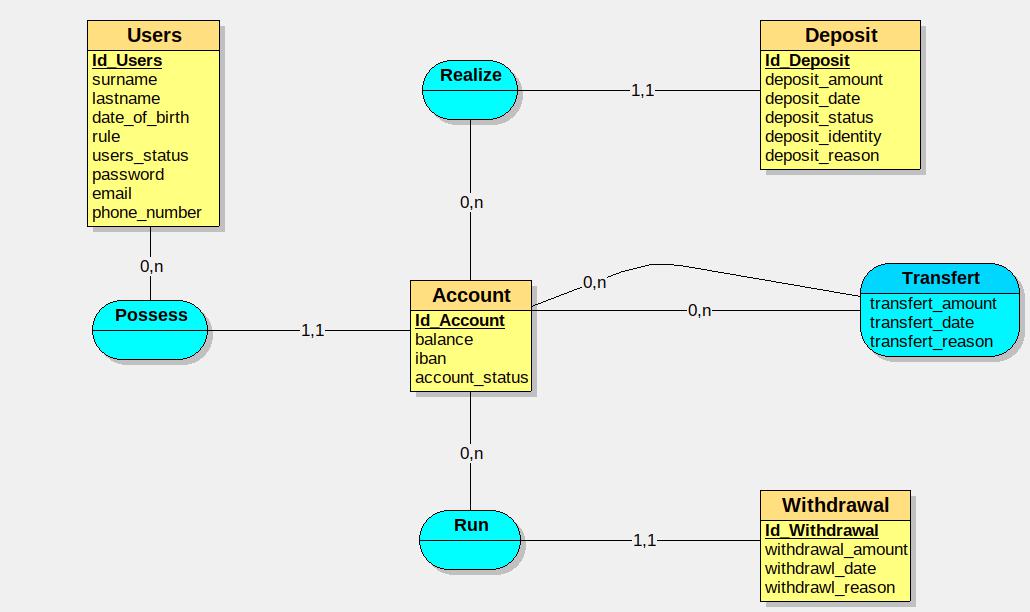 Users
Id_Users
surname
lastname
date_of_birth
rule
users_status
password
email
phone_number
Realize
1,1
Deposit
Id_Deposit
deposit_amount
deposit_date
deposit_status
deposit_identity
deposit_reason
0,n
0,n
Possess
1,1
Account
Id_Account
balance
iban
account_status
0,n
0,n
Transfert
transfert_amount
transfert_date
transfert_reason
0,n
Run
1,1
Withdrawal
Id_Withdrawal
withdrawal_amount
withdrawl_date
withdrawl_reason